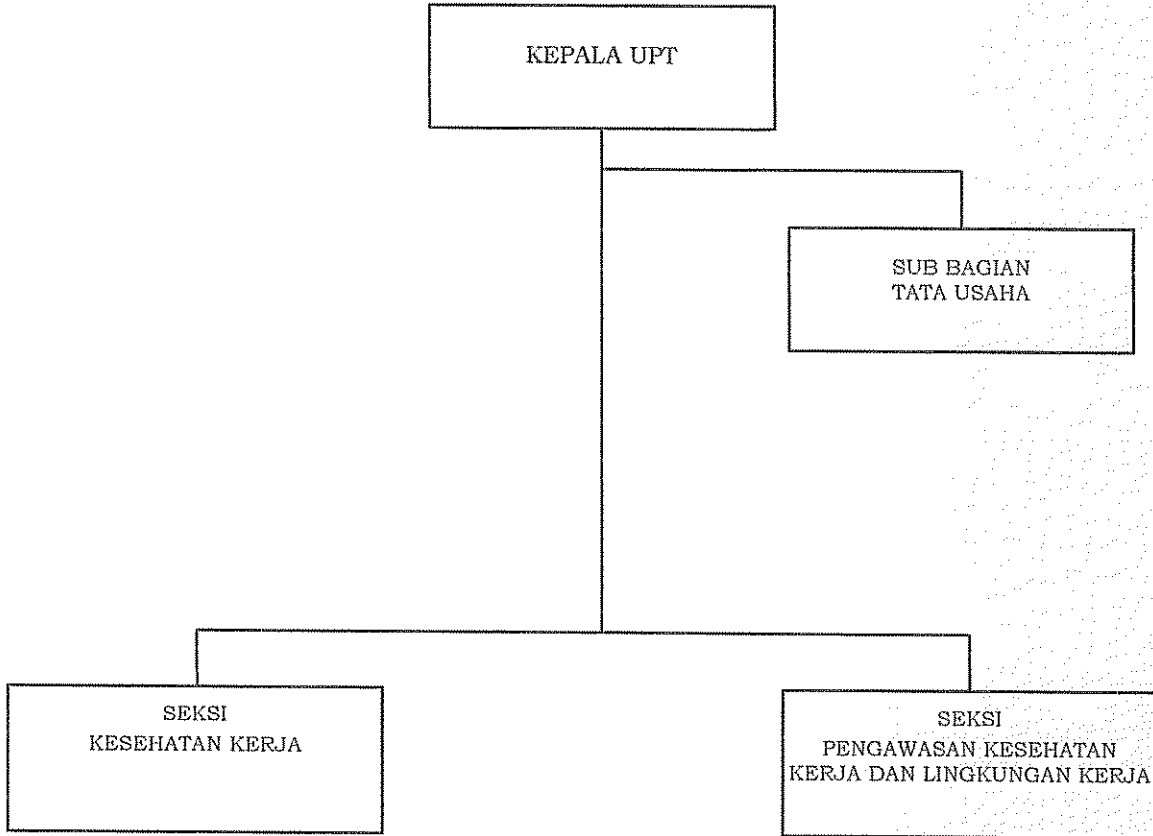 KEPALA UPT
SUB BAGIAN
TATA USAHA
SEKSI
KESEHATAN KERJA
SEKSI
PENGAWASAN KESEHATAN
KERJA DAN LINGKUNGAN KERJA